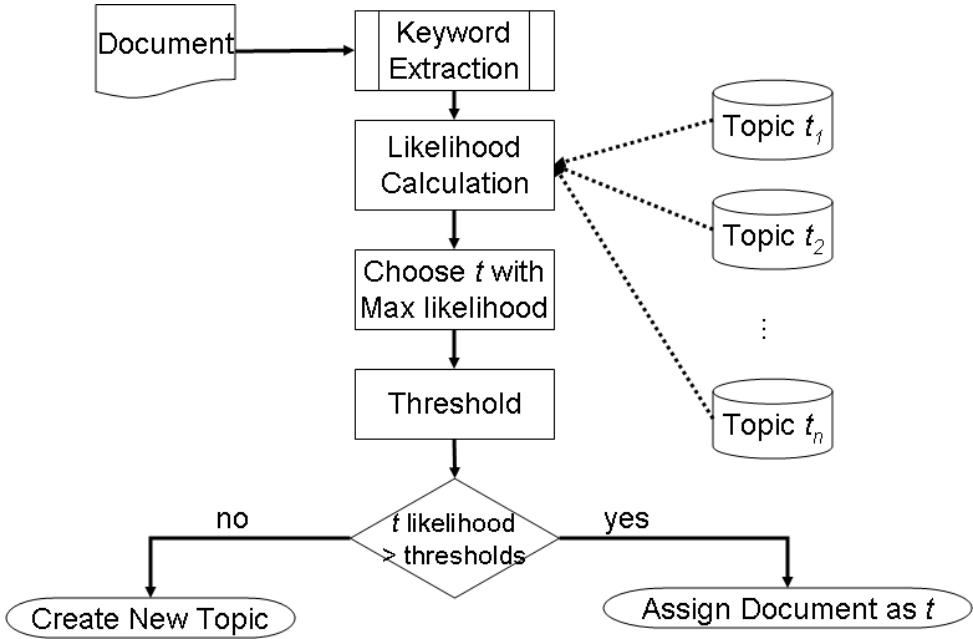 Document
Keyword
Extraction
Likelihood
Calculation
Topic t1
Topic t2
⋮
Topic tn
Choose t with
Max likelihood
Threshold
t likelihood
> thresholds
no
yes
Create New Topic
Assign Document as t